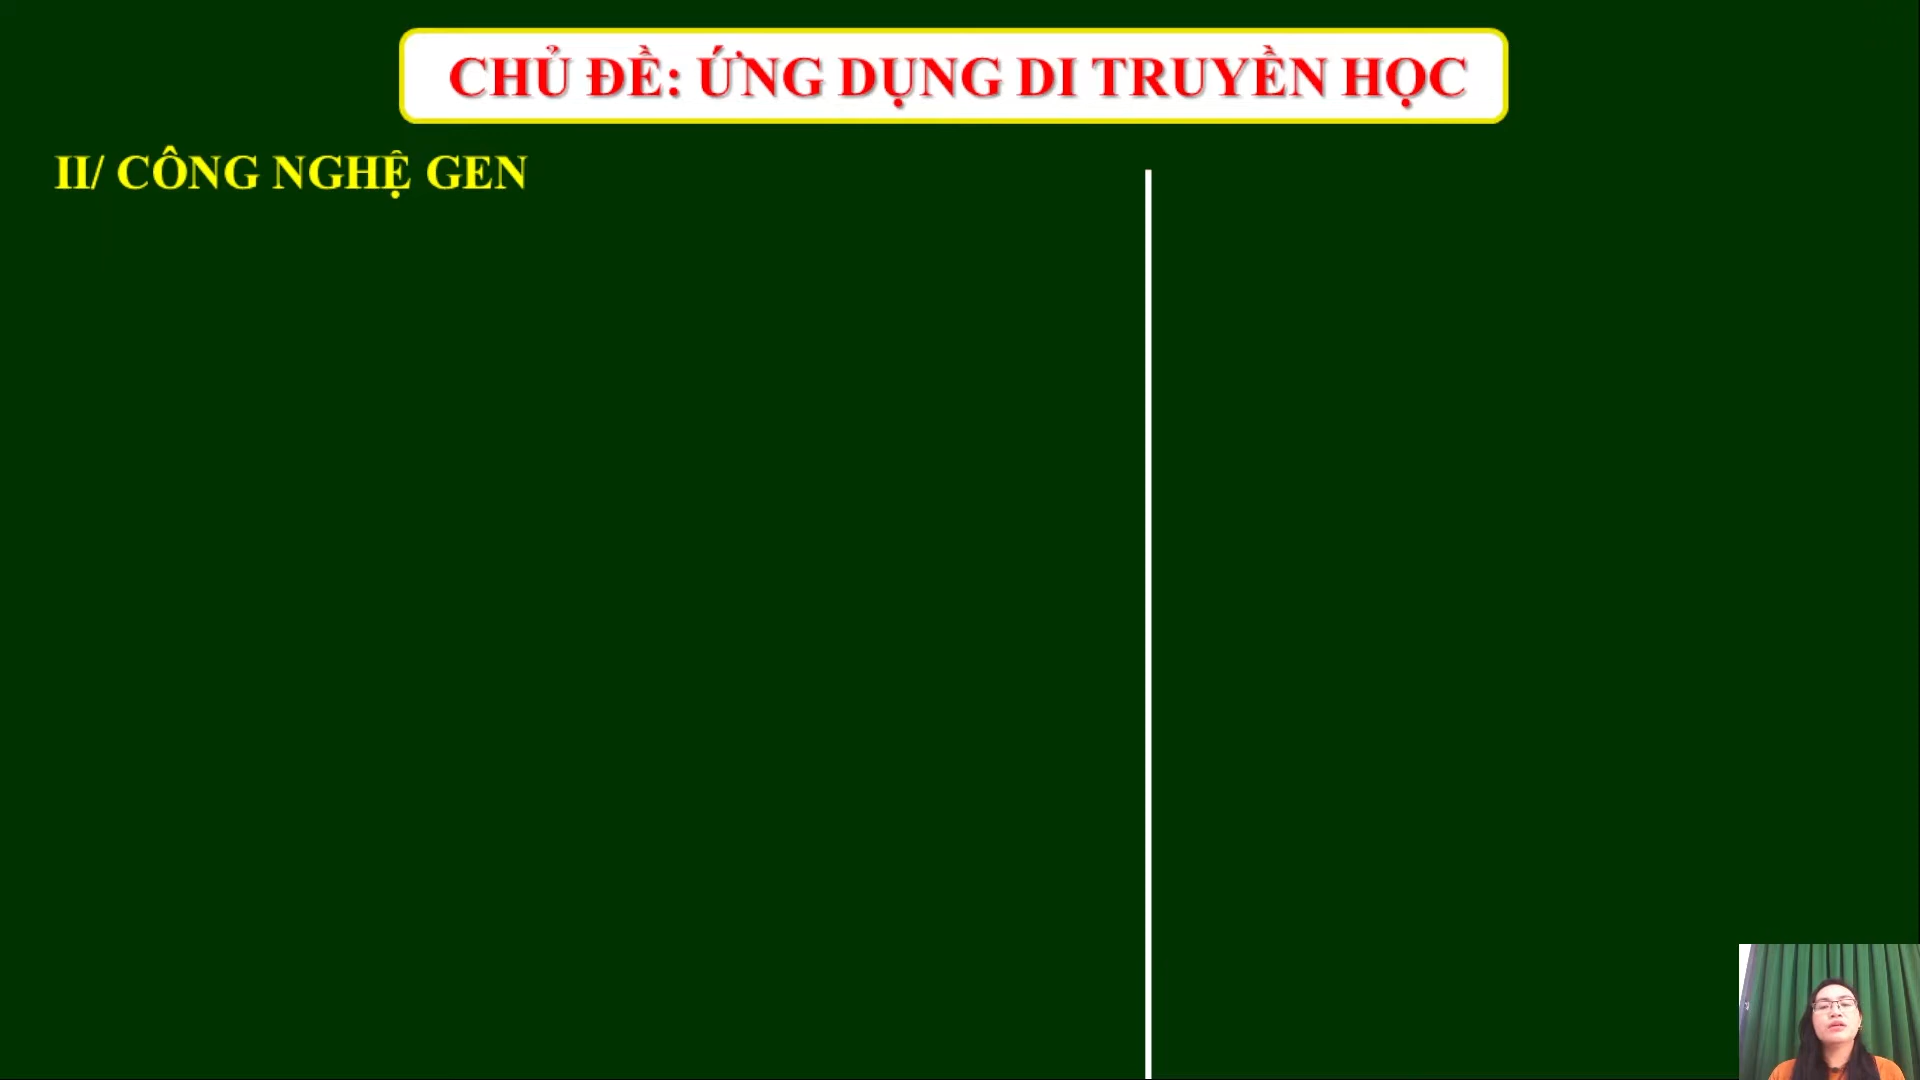 CHỦ ĐỀ: ỨNG DỤNG DI TRUYỀN HỌC
II/ CÔNG NGHỆ GEN